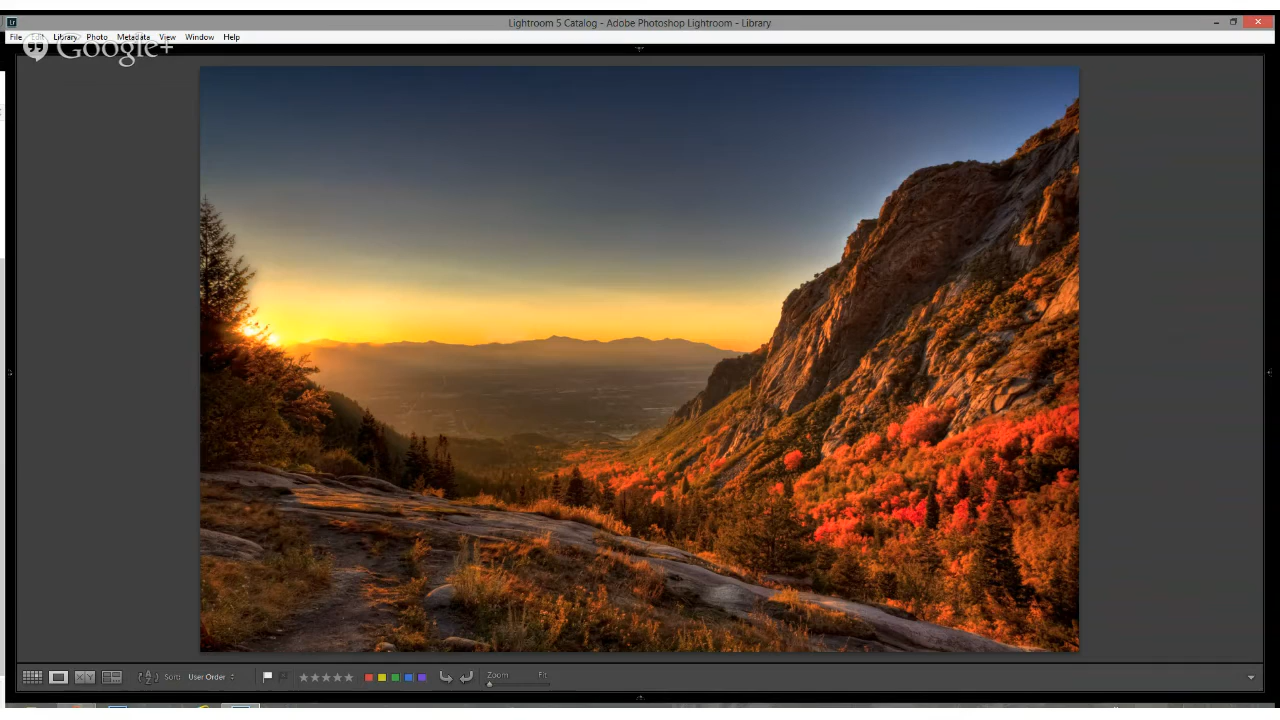 Lightroom 5 Catalog - Adobe Photoshop Lightroom - Library
File Edit Library Photo Metadata View Window Help
Google+
Sort: User Order Zoom Fit